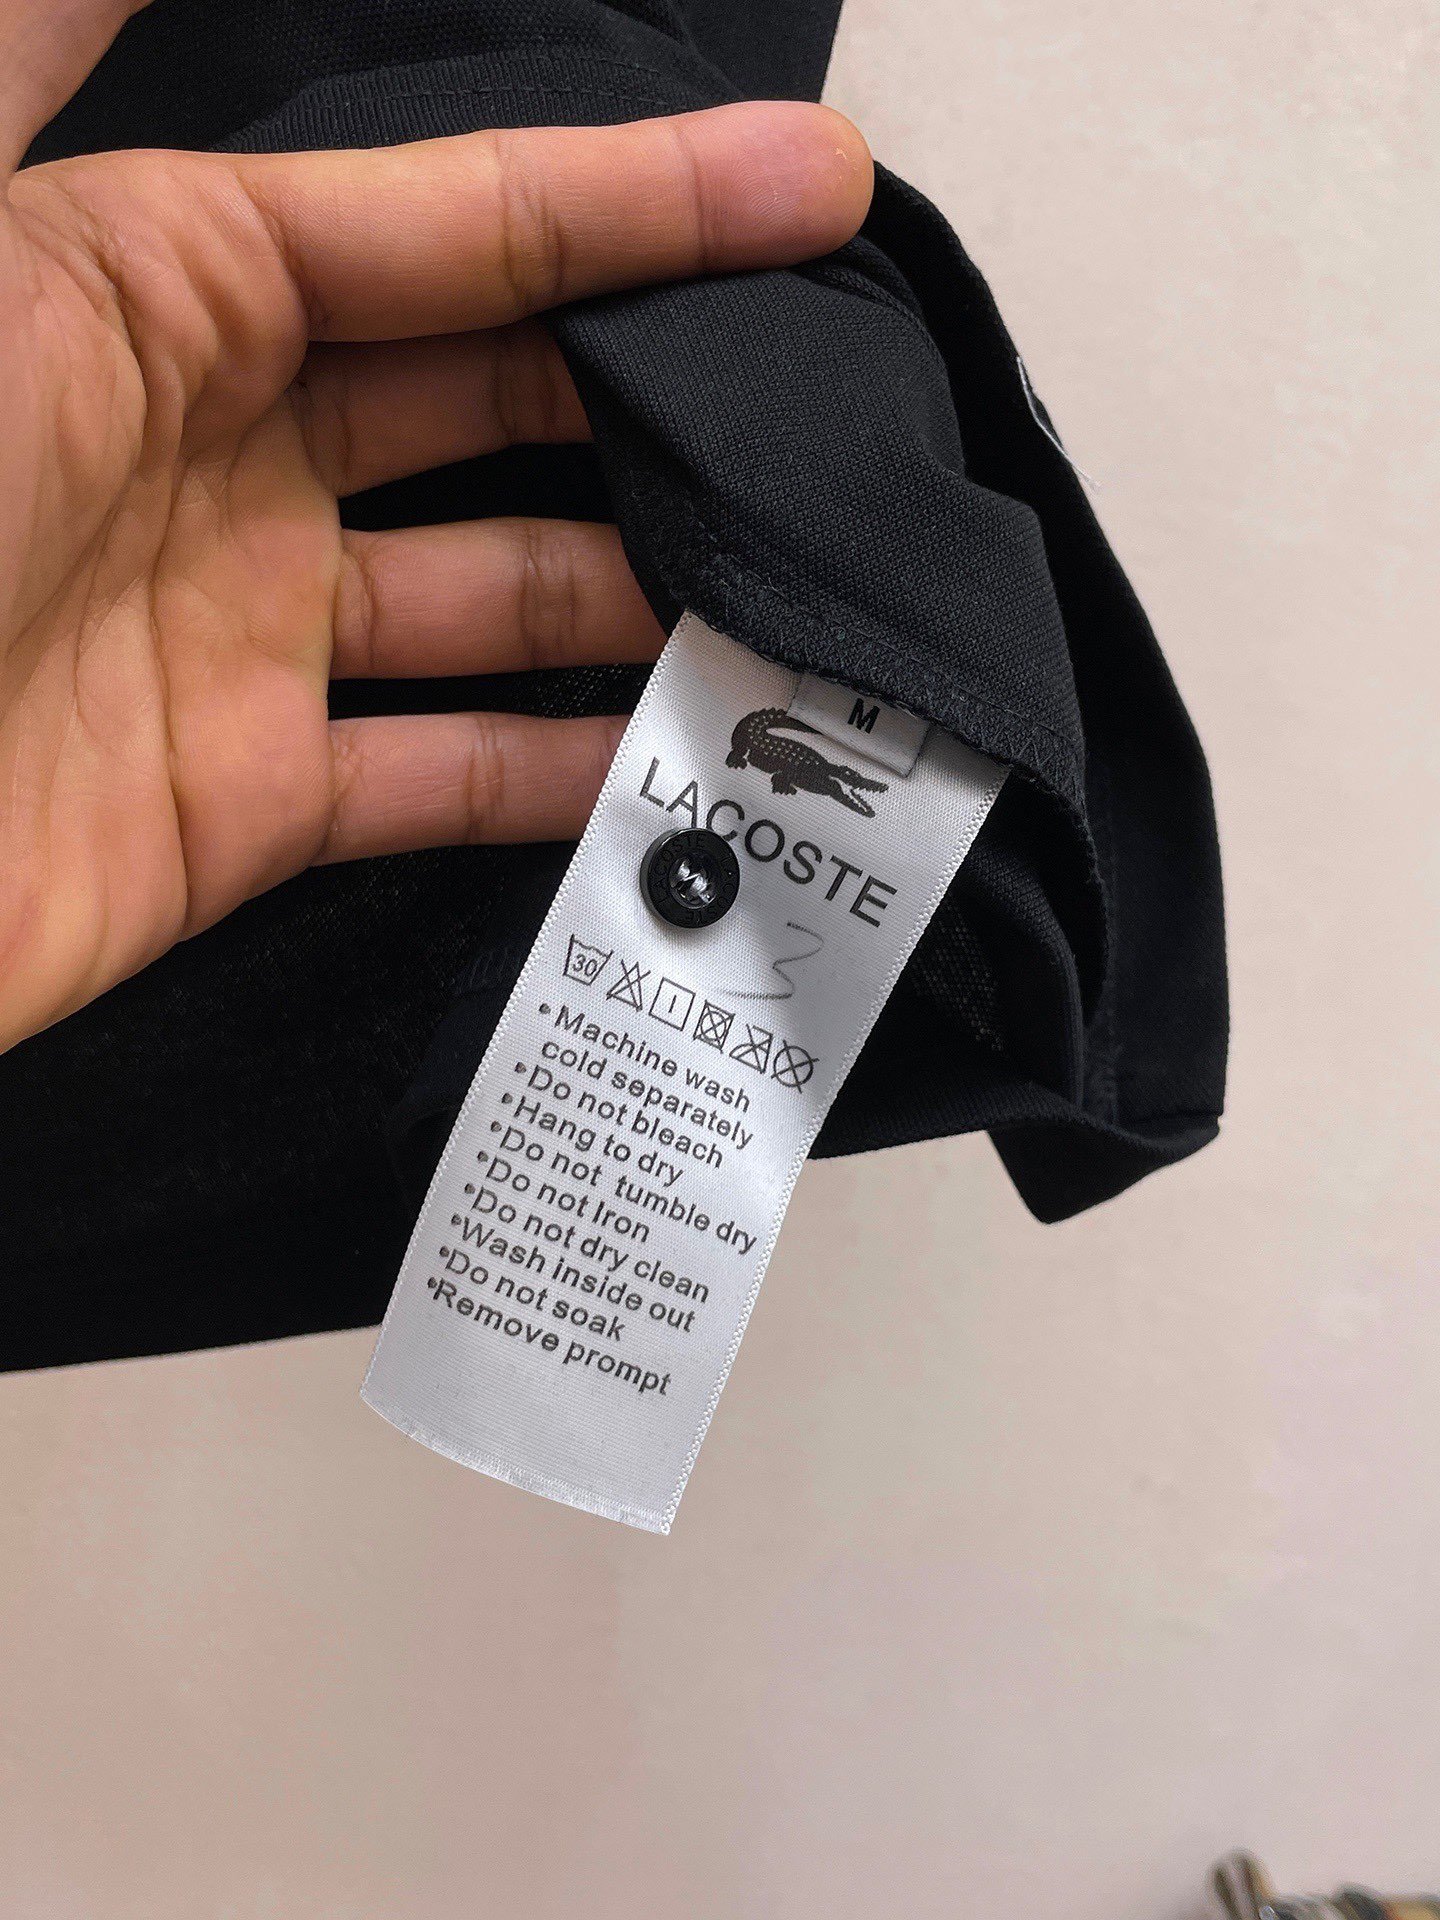 M
LACOSTE
30
•Machine wash
cold separately
•Do not bleach
•Hang to dry
•Do not tumble dry
•Do not Iron
•Do not dry clean
•Wash inside out
•Do not soak
•Remove prompt